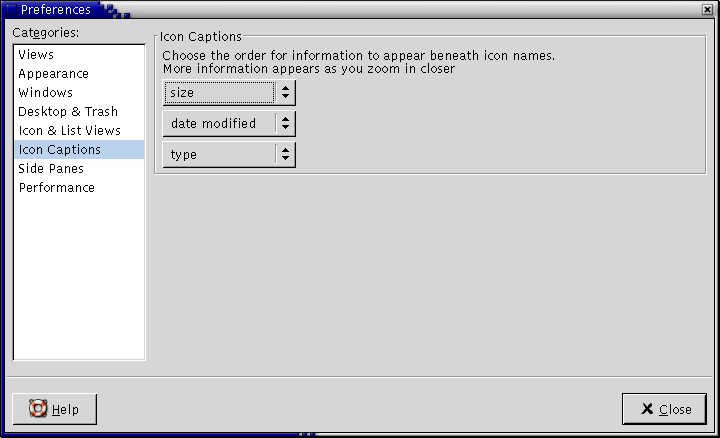 Preferences
Categories:
Views
Appearance
Windows
Desktop & Trash
Icon & List Views
Icon Captions
Side Panes
Performance
Icon Captions
Choose the order for information to appear beneath icon names.
More information appears as you zoom in closer
size
date modified
type
Help
Close